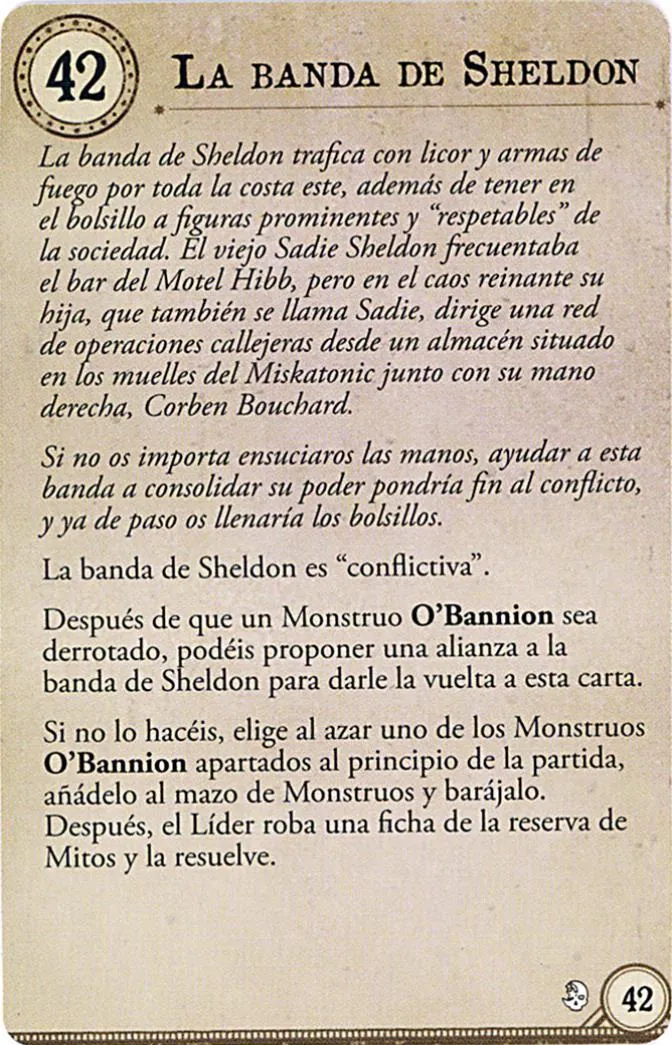 42
La banda de Sheldon
La banda de Sheldon trafica con licor y armas de
fuego por toda la costa este, además de tener en
el bolsillo a figuras prominentes y “respetables” de
la sociedad. El viejo Sadie Sheldon frecuentaba
el bar del Motel Hibb, pero en el caos reinante su
hija, que también se llama Sadie, dirige una red
de operaciones callejeras desde un almacén situado
en los muelles del Miskatonic junto con su mano
derecha, Corben Bouchard.
Si no os importa ensuciaros las manos, ayudar a esta
banda a consolidar su poder pondría fin al conflicto,
y ya de paso os llenaría los bolsillos.
La banda de Sheldon es “conflictiva”.
Después de que un Monstruo O’Bannion sea
derrotado, podéis proponer una alianza a la
banda de Sheldon para darle la vuelta a esta carta.
Si no lo hacéis, elige al azar uno de los Monstruos
O’Bannion apartados al principio de la partida,
añádelo al mazo de Monstruos y barájalo.
Después, el Líder roba una ficha de la reserva de
Mitos y la resuelve.
42